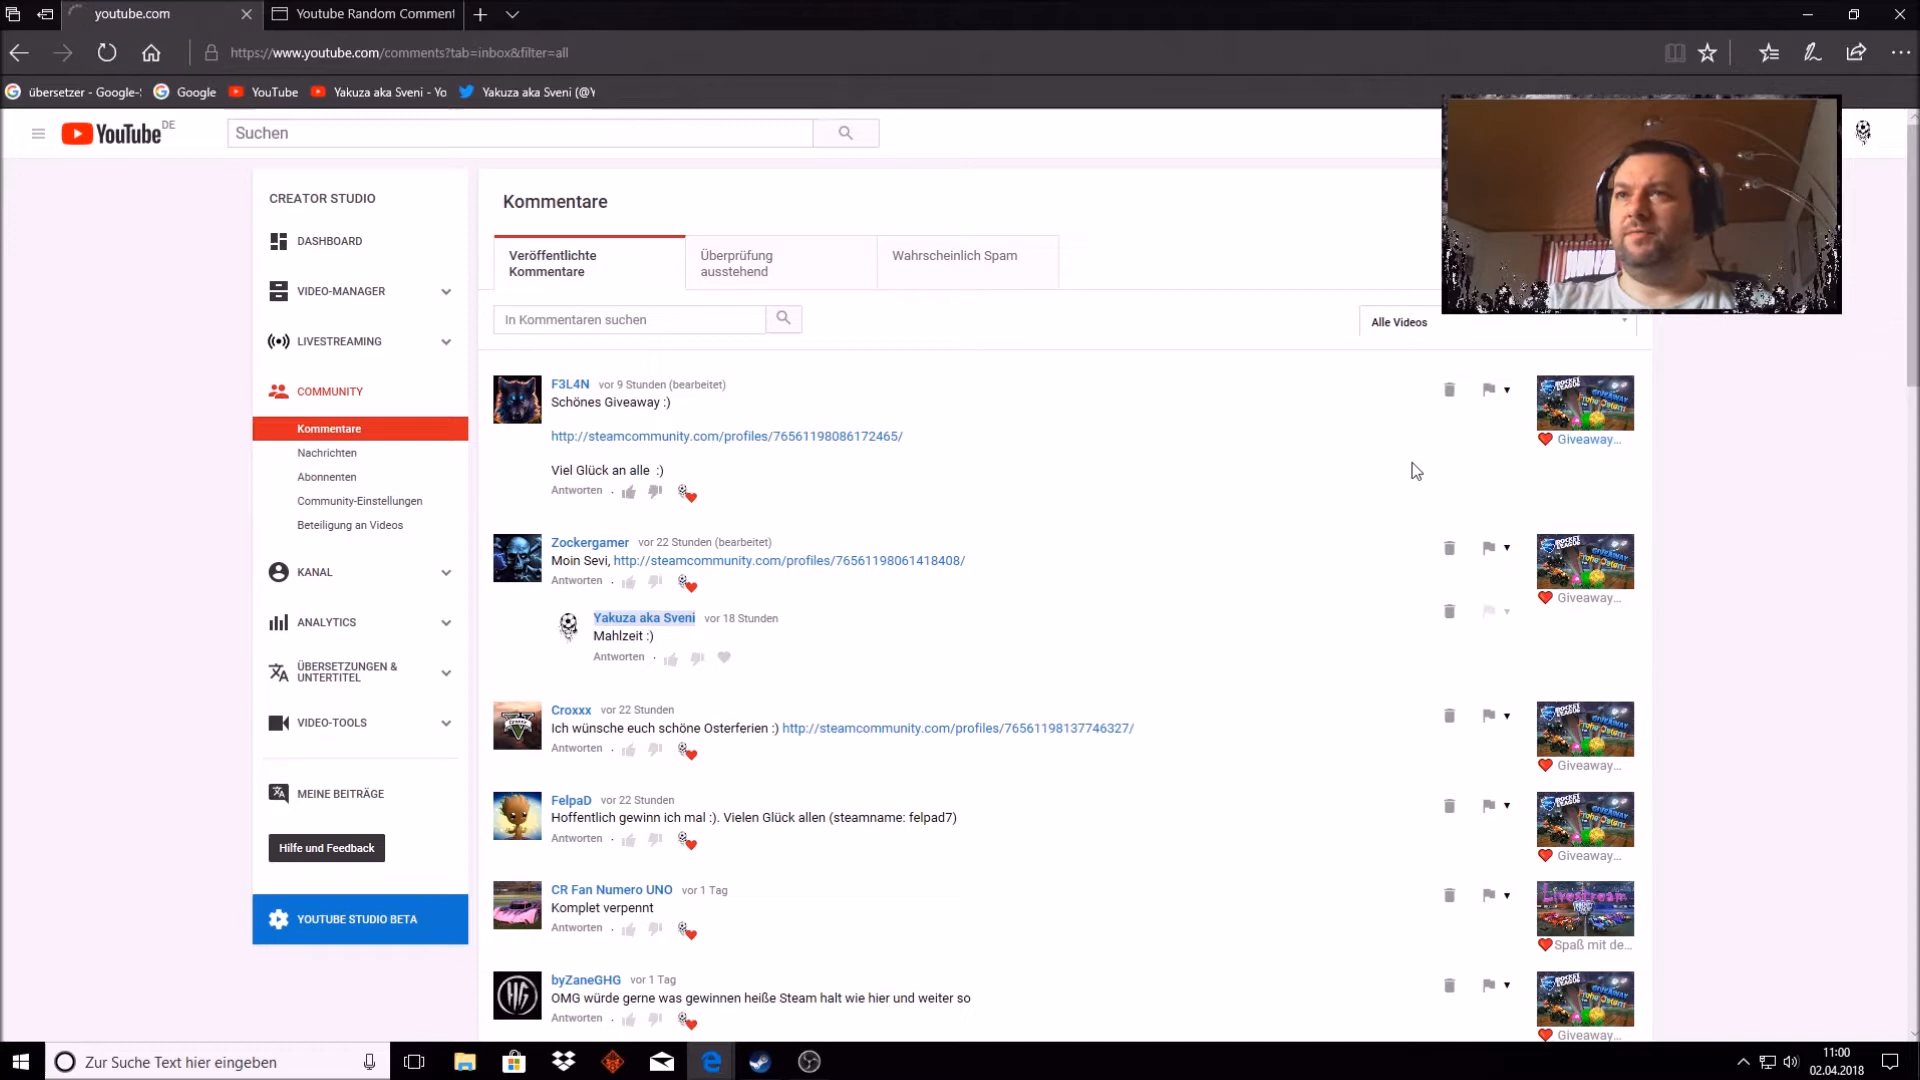 youtube.com
Youtube Random Comment
https://www.youtube.com/comments?tab=inbox&filter=all
übersetzer - Google-S
Google
YouTube
Yakuza aka Sveni - Yo
Yakuza aka Sveni (@Y
YouTube DE
Suchen
CREATOR STUDIO
DASHBOARD
VIDEO-MANAGER
LIVESTREAMING
COMMUNITY
Kommentare
Nachrichten
Abonnenten
Community-Einstellungen
Beteiligung an Videos
KANAL
ANALYTICS
ÜBERSETZUNGEN &
UNTERTITEL
VIDEO-TOOLS
MEINE BEITRÄGE
Hilfe und Feedback
YOUTUBE STUDIO BETA
Kommentare
Veröffentlichte
Kommentare
Überprüfung
ausstehend
Wahrscheinlich Spam
In Kommentaren suchen
Alle Videos
F3L4N vor 9 Stunden (bearbeitet)
Schönes Giveaway :)
http://steamcommunity.com/profiles/76561198086172465/
Viel Glück an alle :)
Antworten
Giveaway...
Zockergamer vor 22 Stunden (bearbeitet)
Moin Sevi, http://steamcommunity.com/profiles/76561198061418408/
Antworten
Giveaway...
Yakuza aka Sveni vor 18 Stunden
Mahlzeit :)
Antworten
Croxxx vor 22 Stunden
Ich wünsche euch schöne Osterferien :) http://steamcommunity.com/profiles/76561198137746327/
Antworten
Giveaway...
FelpaD vor 22 Stunden
Hoffentlich gewinn ich mal :). Vielen Glück allen (steamname: felpad7)
Antworten
Giveaway...
CR Fan Numero UNO vor 1 Tag
Komplet verpennt
Antworten
Livestream
Spaß mit de...
byZaneGHG vor 1 Tag
OMG würde gerne was gewinnen heiße Steam halt wie hier und weiter so
Antworten
Giveaway...
Zur Suche Text hier eingeben
11:00
02.04.2018